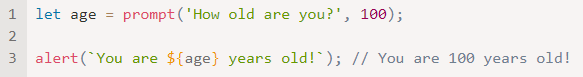 1 let age = prompt('How old are you?', 100);
2
3 alert(`You are ${age} years old!`); // You are 100 years old!